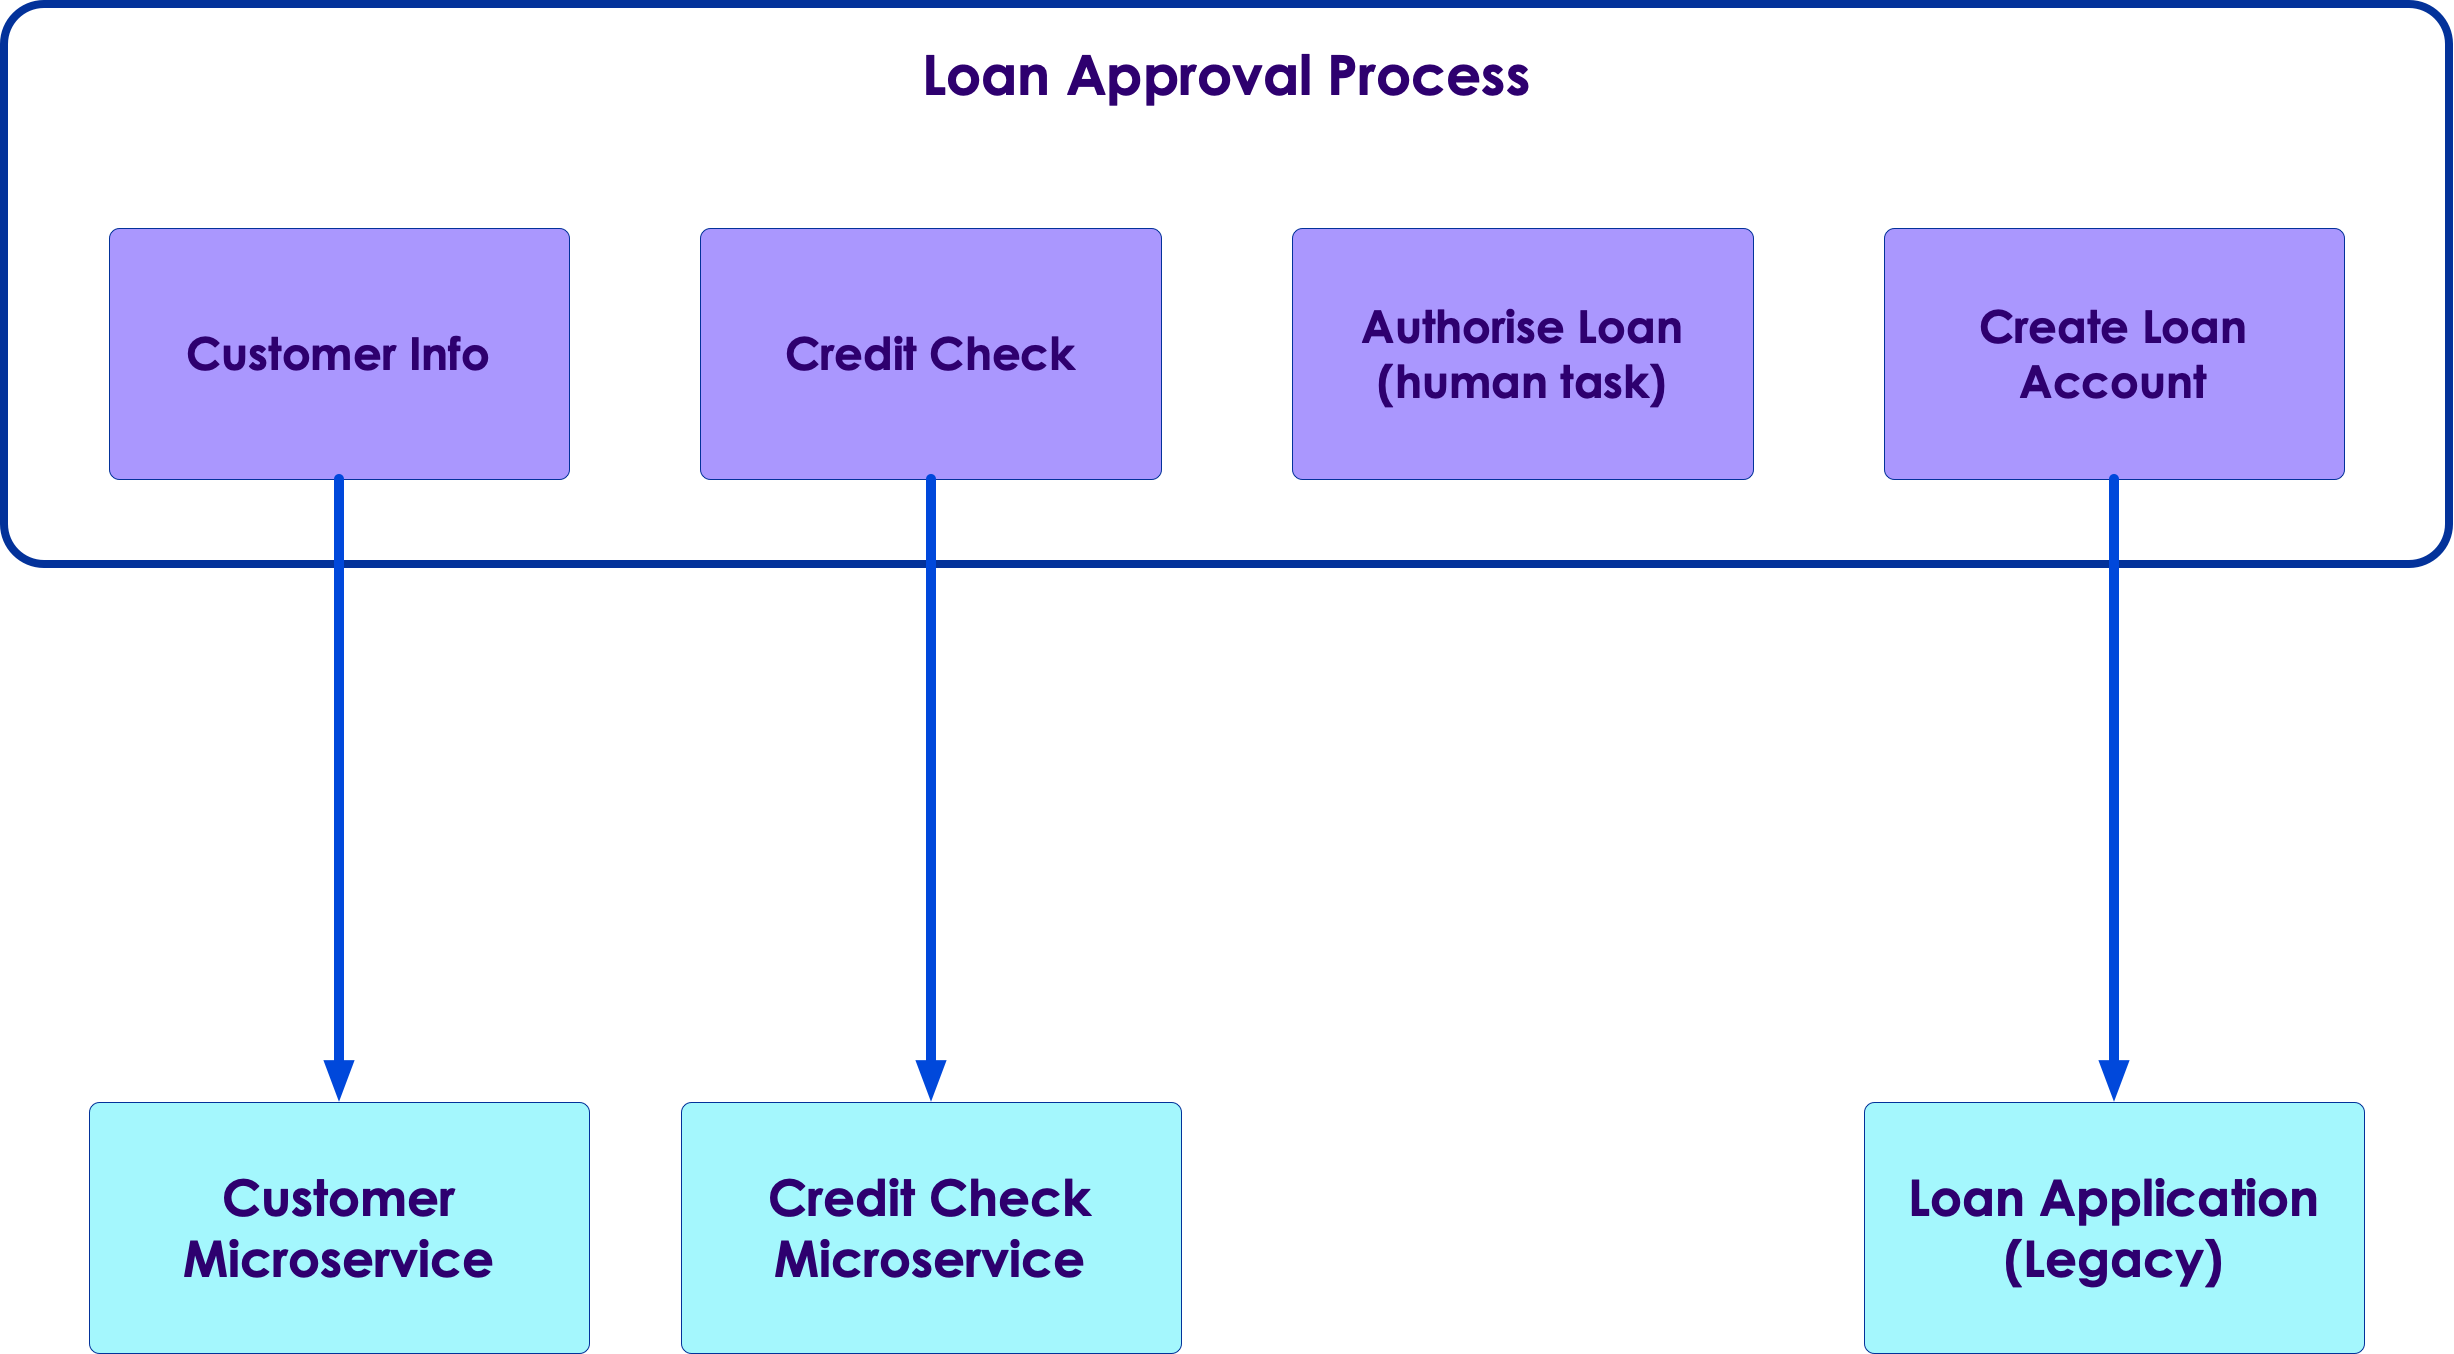 Loan Approval Process
Customer Info
Credit Check
Authorise Loan
(human task)
Create Loan
Account
Customer
Microservice
Credit Check
Microservice
Loan Application
(Legacy)